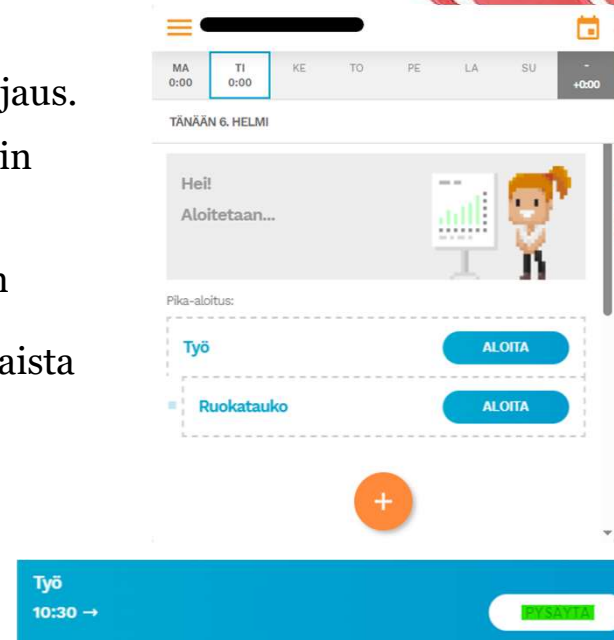 jaus.
in
n
aista
MA TI KE TO PE LA SU -
0:00 0:00 +0:00
TÄNÄÄN 6. HELMI
Hei!
Aloitetaan...
Pika-aloitus:
Työ ALOITA
Ruokatauko ALOITA
+
Työ
10:30 → PYSÄYTÄ